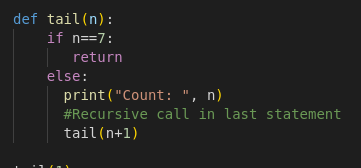 def tail(n):
    if n==7:
       return
    else:
      print("Count: ", n)
      #Recursive call in last statement
      tail(n+1)